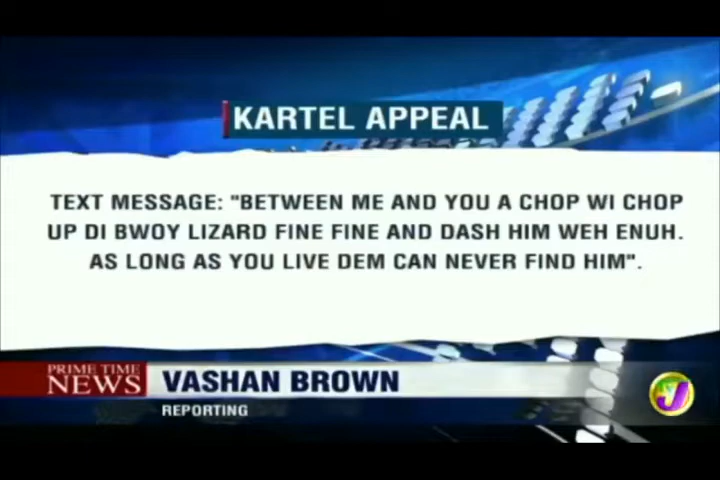 KARTEL APPEAL
TEXT MESSAGE: "BETWEEN ME AND YOU A CHOP WI CHOP
UP DI BWOY LIZARD FINE FINE AND DASH HIM WEH ENUH.
AS LONG AS YOU LIVE DEM CAN NEVER FIND HIM".
PRIME TIME
NEWS
VASHAN BROWN
REPORTING
J